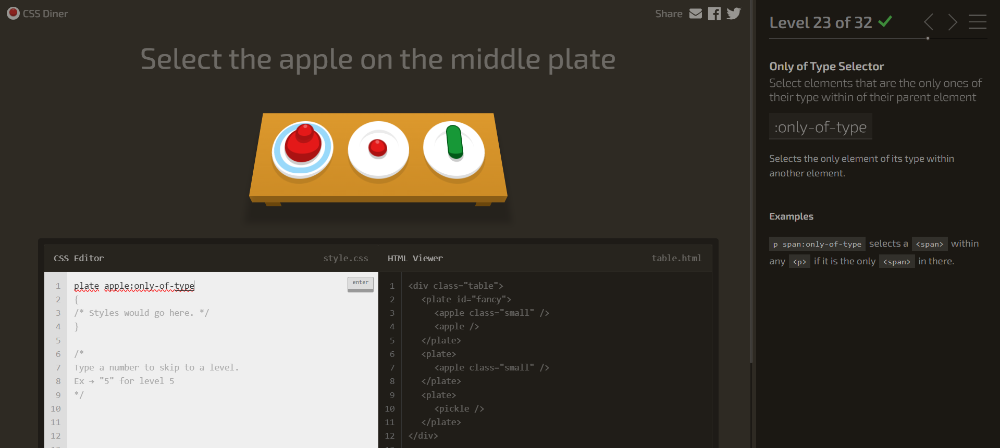 CSS Diner
Share
Select the apple on the middle plate
CSS Editor style.css
1 plate apple:only-of-type
enter
2 {
3 /* Styles would go here. */
4 }
5
6 /*
7 Type a number to skip to a level.
8 Ex → "5" for level 5
9 */
10
11
12
HTML Viewer table.html
1 <div class="table">
2 <plate id="fancy">
3 <apple class="small" />
4 <apple />
5 </plate>
6 <plate>
7 <apple class="small" />
8 </plate>
9 <plate>
10 <pickle />
11 </plate>
12 </div>
Level 23 of 32
Only of Type Selector
Select elements that are the only ones of
their type within of their parent element
:only-of-type
Selects the only element of its type within
another element.
Examples
p span:only-of-type selects a <span> within
any <p> if it is the only <span> in there.